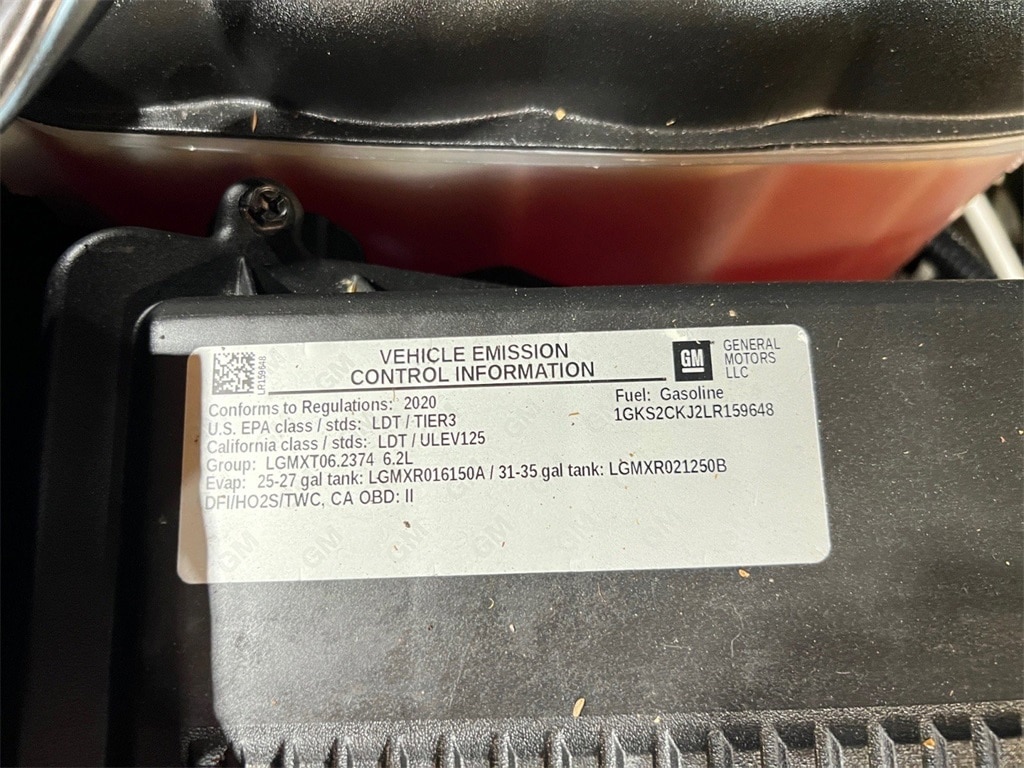 LR159648
VEHICLE EMISSION
CONTROL INFORMATION
GM
GENERAL
MOTORS
LLC
Conforms to Regulations: 2020
Fuel: Gasoline
U.S. EPA class / stds: LDT / TIER3
1GKS2CKJ2LR159648
California class / stds: LDT / ULEV125
Group: LGMXT06.2374 6.2L
Evap: 25-27 gal tank: LGMXR016150A / 31-35 gal tank: LGMXR021250B
DFI/HO2S/TWC, CA OBD: II